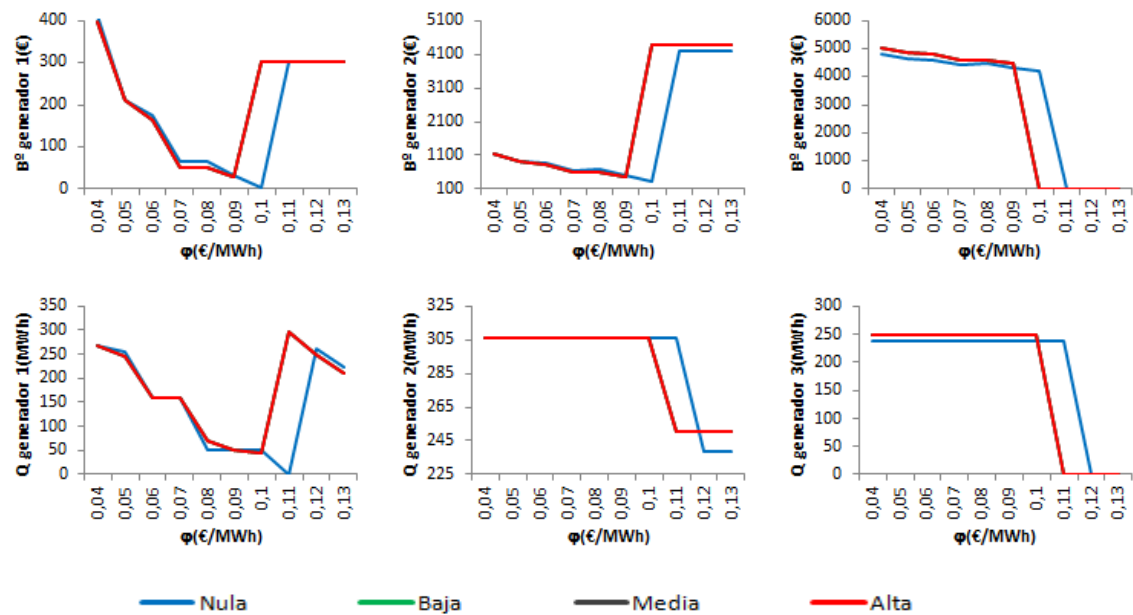 B⁰ generador 1(€)
400
300
200
100
0
0,04 0,05 0,06 0,07 0,08 0,09 0,1 0,11 0,12 0,13
φ(€/MWh)
B⁰ generador 2(€)
5100
4100
3100
2100
1100
100
0,04 0,05 0,06 0,07 0,08 0,09 0,1 0,11 0,12 0,13
φ(€/MWh)
B⁰ generador 3(€)
6000
5000
4000
3000
2000
1000
0
0,04 0,05 0,06 0,07 0,08 0,09 0,1 0,11 0,12 0,13
φ(€/MWh)
Q generador 1(MWh)
350
300
250
200
150
100
50
0
0,04 0,05 0,06 0,07 0,08 0,09 0,1 0,11 0,12 0,13
φ(€/MWh)
Q generador 2(MWh)
325
305
285
265
245
225
0,04 0,05 0,06 0,07 0,08 0,09 0,1 0,11 0,12 0,13
φ(€/MWh)
Q generador 3(MWh)
300
250
200
150
100
50
0
0,04 0,05 0,06 0,07 0,08 0,09 0,1 0,11 0,12 0,13
φ(€/MWh)
Nula Baja Media Alta